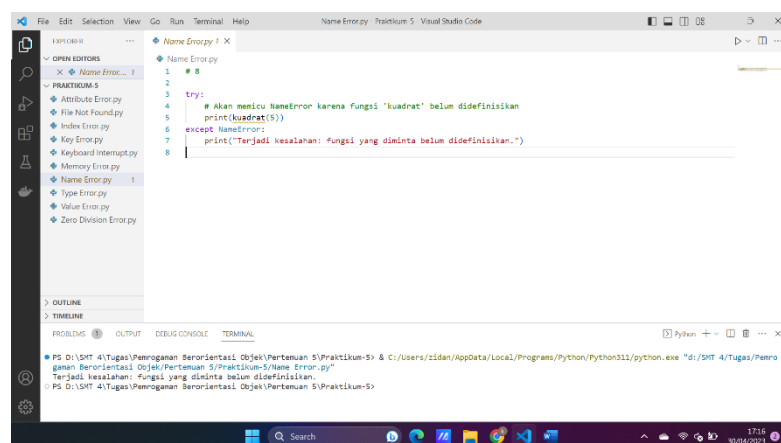 File Edit Selection View Go Run Terminal Help
Name Error.py - Praktikum-5 - Visual Studio Code
EXPLORER
OPEN EDITORS
Name Error.... 1
PRAKTIKUM-5
Attribute Error.py
File Not Found.py
Index Error.py
Key Error.py
Keyboard Interrupt.py
Memory Error.py
Name Error.py 1
Type Error.py
Value Error.py
Zero Division Error.py
OUTLINE
TIMELINE
Name Error.py 1
Name Error.py
1 # 8
2
3 try:
4 # Akan memicu NameError karena fungsi 'kuadrat' belum didefinisikan
5 print(kuadrat(5))
6 except NameError:
7 print("Terjadi kesalahan: fungsi yang diminta belum didefinisikan.")
8
PROBLEMS 1 OUTPUT DEBUG CONSOLE TERMINAL
Python
PS D:\SMT 4\Tugas\Pemrogaman Berorientasi Objek\Pertemuan 5\Praktikum-5> & C:/Users/zidan/AppData/Local/Programs/Python/Python311/python.exe "d:/SMT 4/Tugas/Pemro
gaman Berorientasi Objek/Pertemuan 5/Praktikum-5/Name Error.py"
Terjadi kesalahan: fungsi yang diminta belum didefinisikan.
PS D:\SMT 4\Tugas\Pemrogaman Berorientasi Objek\Pertemuan 5\Praktikum-5>
Search
17:16
30/04/2023